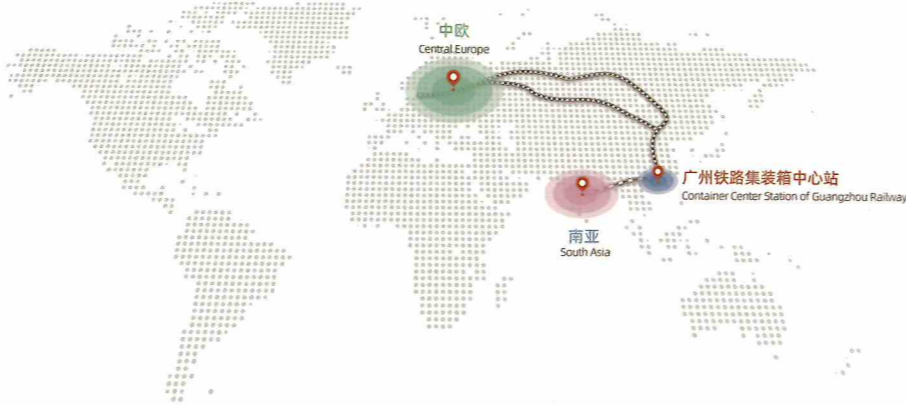 中欧
Central Europe
广州铁路集装箱中心站
Container Center Station of Guangzhou Railway
南亚
South Asia